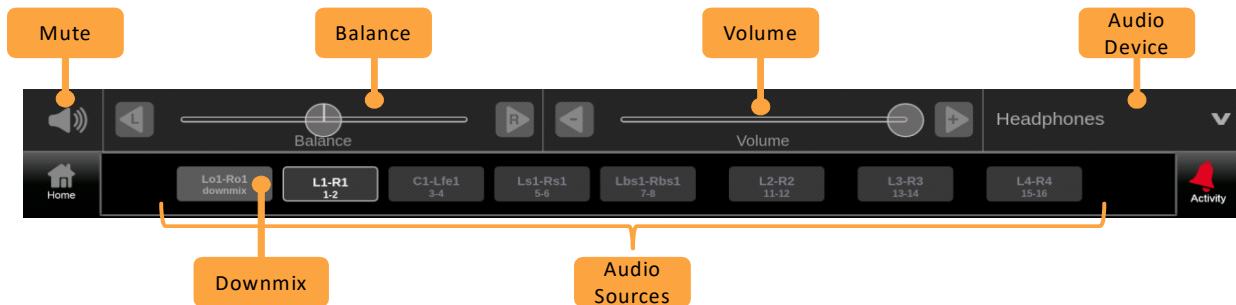 Mute
Balance
Volume
Audio
Device
L
R
-
+
Headphones
Balance
Volume
Home
Lo1-Ro1
downmix
L1-R1
1-2
C1-Lfe1
3-4
Ls1-Rs1
5-6
Lbs1-Rbs1
7-8
L2-R2
11-12
L3-R3
13-14
L4-R4
15-16
Activity
Downmix
Audio
Sources